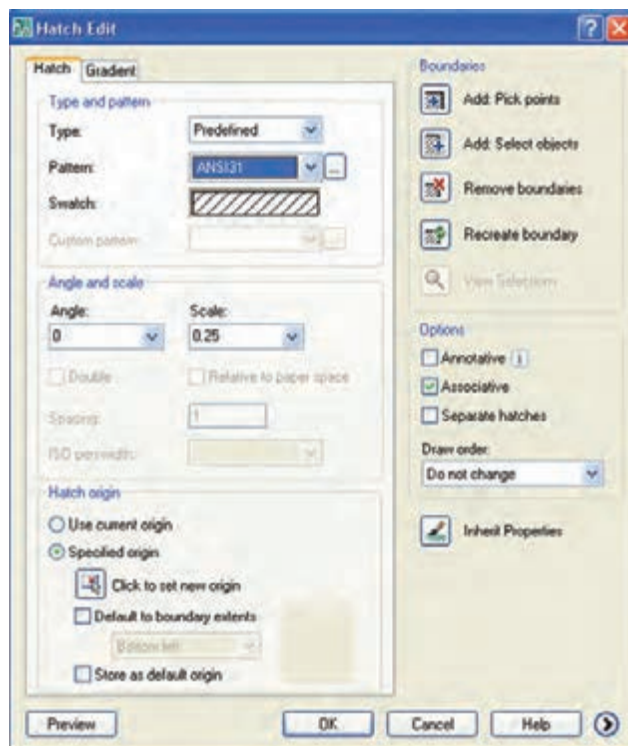 Hatch Edit
Hatch
Gradient
Type and pattern
Type:
Predefined
Pattern:
ANSI31
...
Swatch:
Custom pattern:
Angle and scale
Angle:
Scale:
0
0.25
Double
Relative to paper space
Spacing:
1
ISO pen width:
Hatch origin
Use current origin
Specified origin
Click to set new origin
Default to boundary extents
Bottom left
Store as default origin
Boundaries
Add: Pick points
Add: Select objects
Remove boundaries
Recreate boundary
View Selections
Options
Annotative
Associative
Separate hatches
Draw order:
Do not change
Inherit Properties
Preview
OK
Cancel
Help